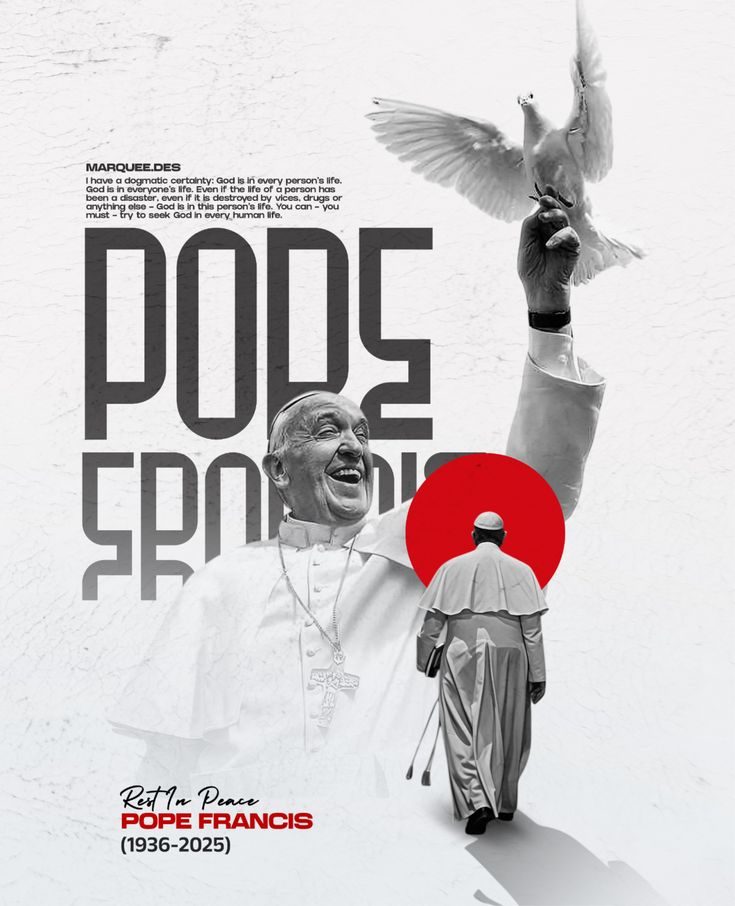 MARQUEE.DES
I have a dogmatic certainty: God is in every person's life.
God is in everyone's life. Even if the life of a person has
been a disaster, even if it is destroyed by vices, drugs or
anything else - God is in this person's life. You can - you
must - try to seek God in every human life.
POPE
FRANCIS
Rest In Peace
POPE FRANCIS
(1936-2025)